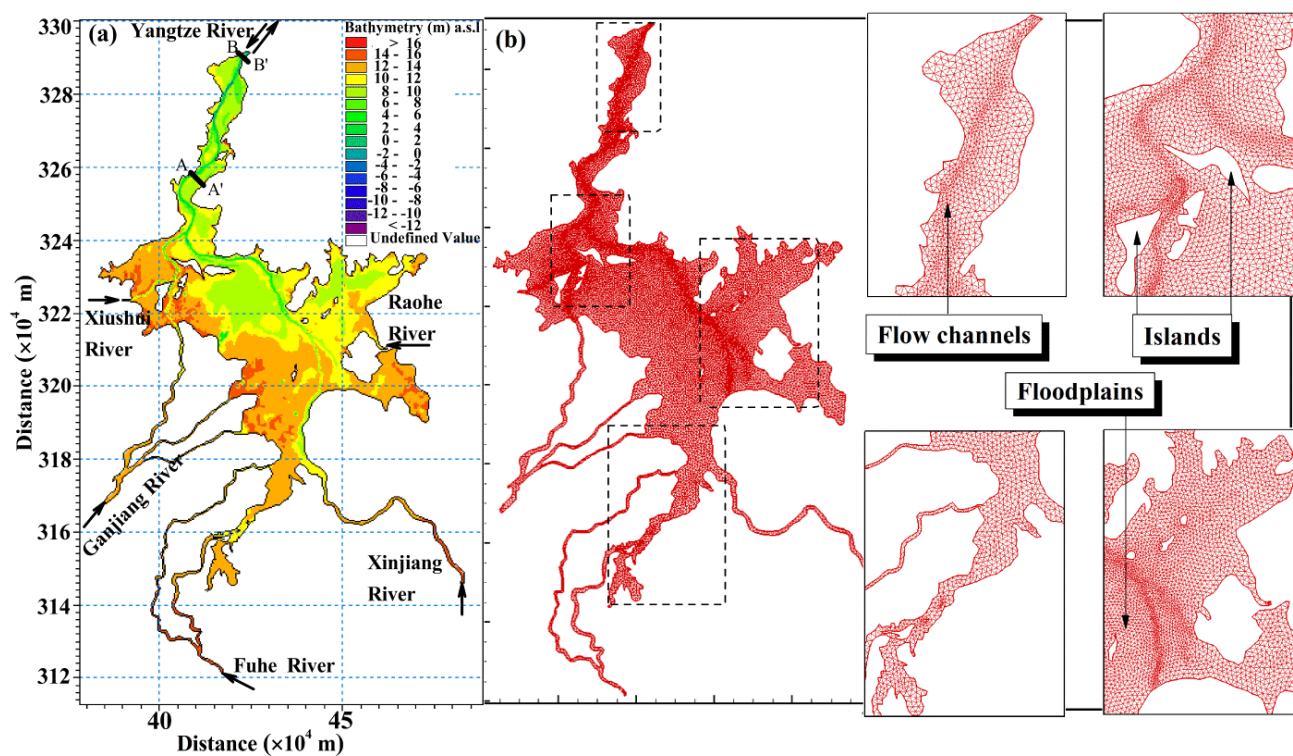 (a)
Yangtze River
B
B'
A
A'
Bathymetry (m) a.s.l
> 16
14 - 16
12 - 14
10 - 12
8 - 10
6 - 8
4 - 6
2 - 4
0 - 2
-2 - 0
-4 - -2
-6 - -4
-8 - -6
-10 - -8
-12 - -10
< -12
Undefined Value
Xiushui
River
Raohe
River
Ganjiang River
Xinjiang
River
Fuhe River
330
328
326
324
322
320
318
316
314
312
Distance (×10⁴ m)
40
45
Distance (×10⁴ m)
(b)
Flow channels
Islands
Floodplains